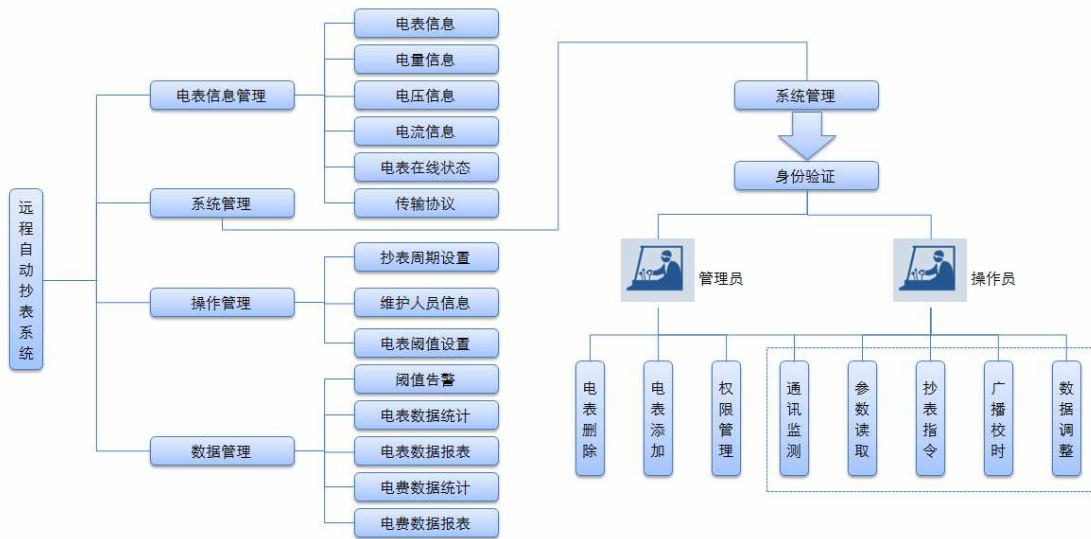 远程自动抄表系统
电表信息管理
电表信息
电量信息
电压信息
电流信息
电表在线状态
传输协议
系统管理
操作管理
抄表周期设置
维护人员信息
电表阈值设置
数据管理
阈值告警
电表数据统计
电表数据报表
电费数据统计
电费数据报表
系统管理
身份验证
管理员
操作员
电表删除
电表添加
权限管理
通讯监测
参数读取
抄表指令
广播校时
数据调整